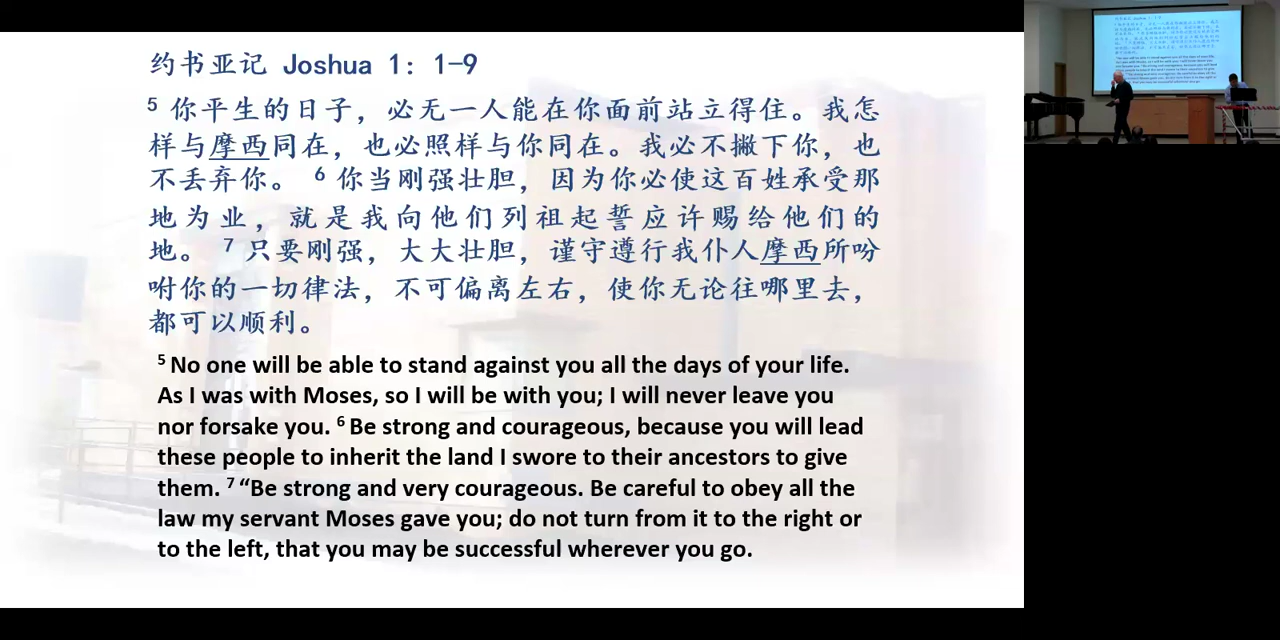 约书亚记 Joshua 1: 1-9
5 你平生的日子，必无一人能在你面前站立得住。我怎
样与摩西同在，也必照样与你同在。我必不撇下你，也
不丢弃你。 6 你当刚强壮胆，因为你必使这百姓承受那
地为业，就是我向他们列祖起誓应许赐给他们的
地。 7 只要刚强，大大壮胆，谨守遵行我仆人摩西所吩
咐你的一切律法，不可偏离左右，使你无论往哪里去，
都可以顺利。
5 No one will be able to stand against you all the days of your life.
As I was with Moses, so I will be with you; I will never leave you
nor forsake you. 6 Be strong and courageous, because you will lead
these people to inherit the land I swore to their ancestors to give
them. 7 “Be strong and very courageous. Be careful to obey all the
law my servant Moses gave you; do not turn from it to the right or
to the left, that you may be successful wherever you go.